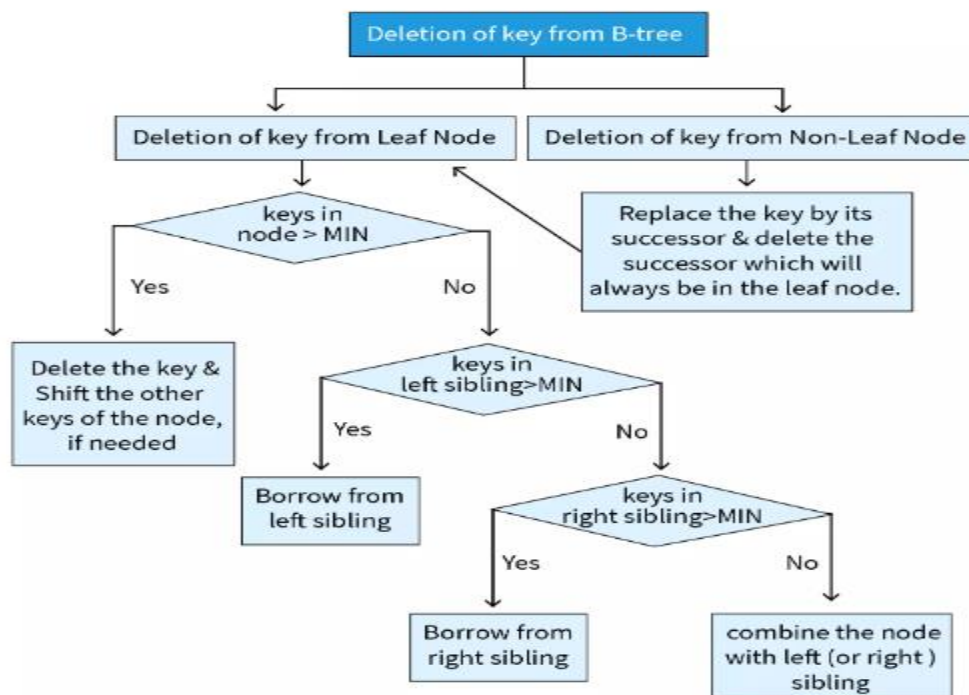 Deletion of key from B-tree
Deletion of key from Leaf Node
Deletion of key from Non-Leaf Node
keys in
node > MIN
Replace the key by its
successor & delete the
successor which will
always be in the leaf node.
Yes
No
Delete the key &
Shift the other
keys of the node,
if needed
keys in
left sibling>MIN
Yes
No
Borrow from
left sibling
keys in
right sibling>MIN
Yes
No
Borrow from
right sibling
combine the node
with left (or right )
sibling